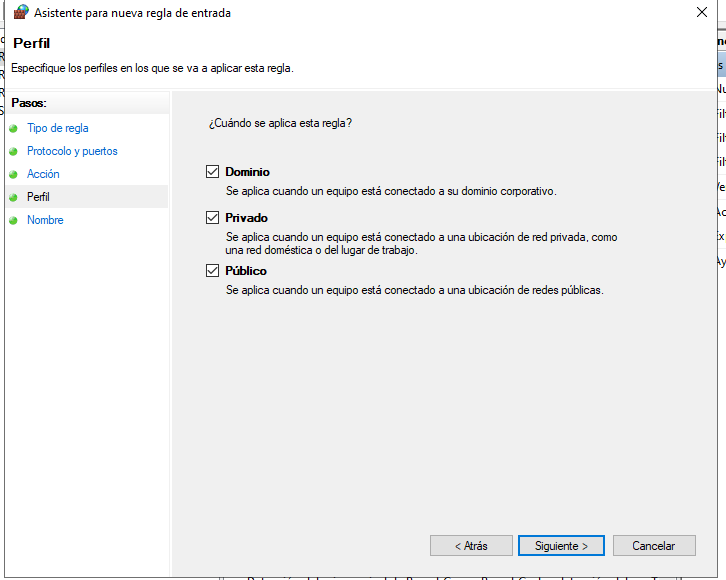 Asistente para nueva regla de entrada
Perfil
Especifique los perfiles en los que se va a aplicar esta regla.
Pasos:
Tipo de regla
Protocolo y puertos
Acción
Perfil
Nombre
¿Cuándo se aplica esta regla?
Dominio
Se aplica cuando un equipo está conectado a su dominio corporativo.
Privado
Se aplica cuando un equipo está conectado a una ubicación de red privada, como
una red doméstica o del lugar de trabajo.
Público
Se aplica cuando un equipo está conectado a una ubicación de redes públicas.
< Atrás
Siguiente >
Cancelar